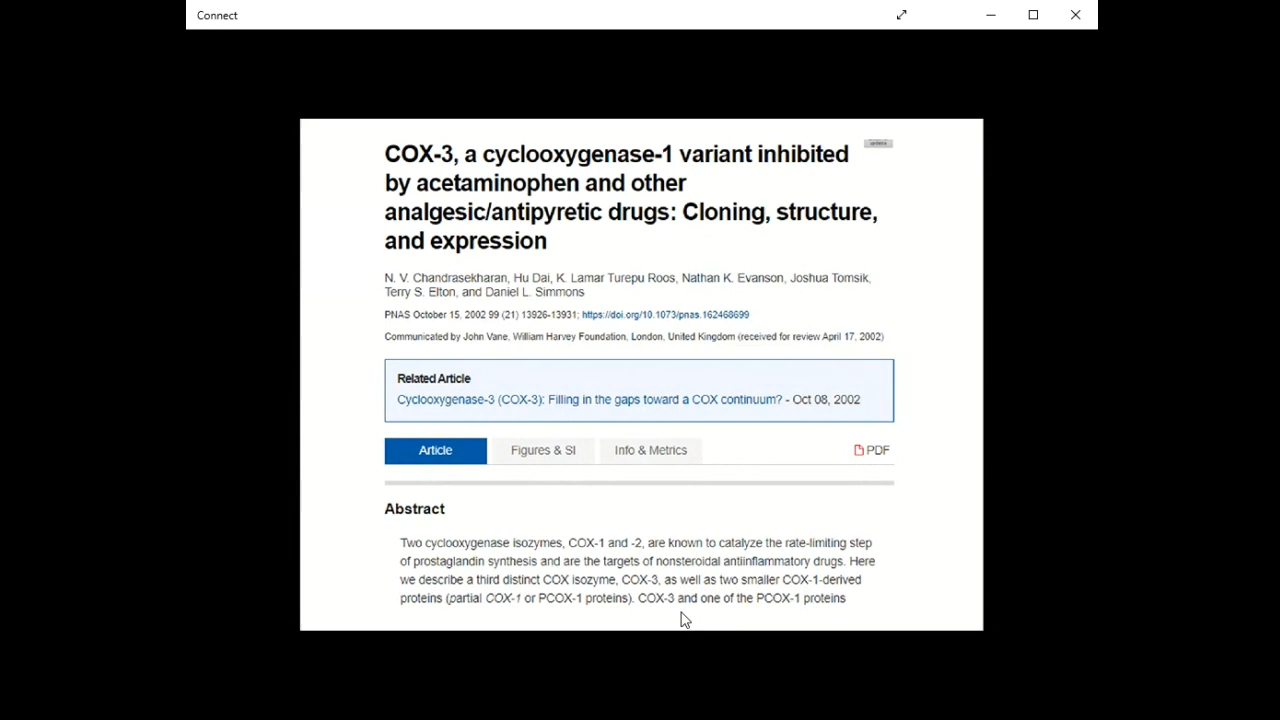 Connect
COX-3, a cyclooxygenase-1 variant inhibited
by acetaminophen and other
analgesic/antipyretic drugs: Cloning, structure,
and expression
N. V. Chandrasekharan, Hu Dai, K. Lamar Turepu Roos, Nathan K. Evanson, Joshua Tomsik,
Terry S. Elton, and Daniel L. Simmons
PNAS October 15, 2002 99 (21) 13926-13931; https://doi.org/10.1073/pnas.162468699
Communicated by John Vane, William Harvey Foundation, London, United Kingdom (received for review April 17, 2002)
Related Article
Cyclooxygenase-3 (COX-3): Filling in the gaps toward a COX continuum? - Oct 08, 2002
Article Figures & SI Info & Metrics PDF
Abstract
Two cyclooxygenase isozymes, COX-1 and -2, are known to catalyze the rate-limiting step
of prostaglandin synthesis and are the targets of nonsteroidal antiinflammatory drugs. Here
we describe a third distinct COX isozyme, COX-3, as well as two smaller COX-1-derived
proteins (partial COX-1 or PCOX-1 proteins). COX-3 and one of the PCOX-1 proteins